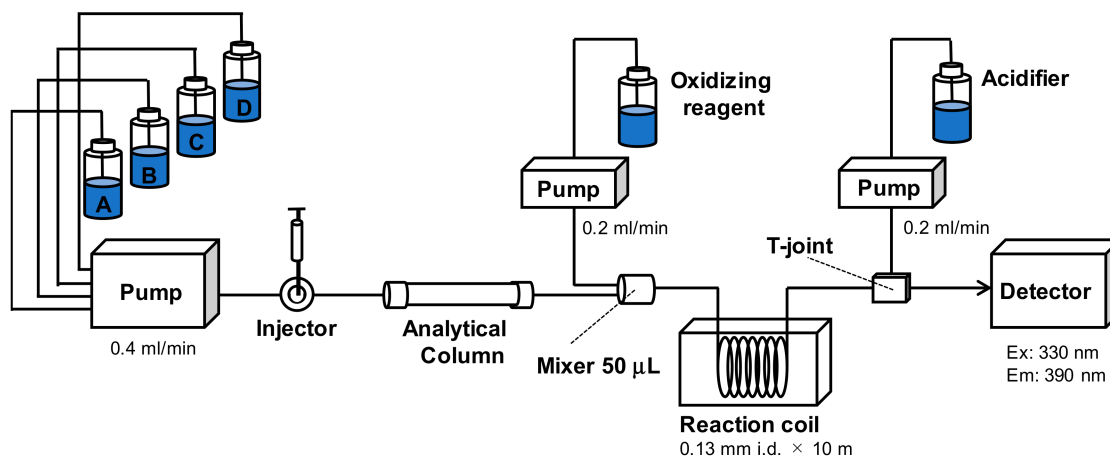 A
B
C
D
Pump
0.4 ml/min
Injector
Analytical
Column
Oxidizing
reagent
Pump
0.2 ml/min
Mixer 50 μL
Reaction coil
0.13 mm i.d. × 10 m
Acidifier
Pump
0.2 ml/min
T-joint
Detector
Ex: 330 nm
Em: 390 nm